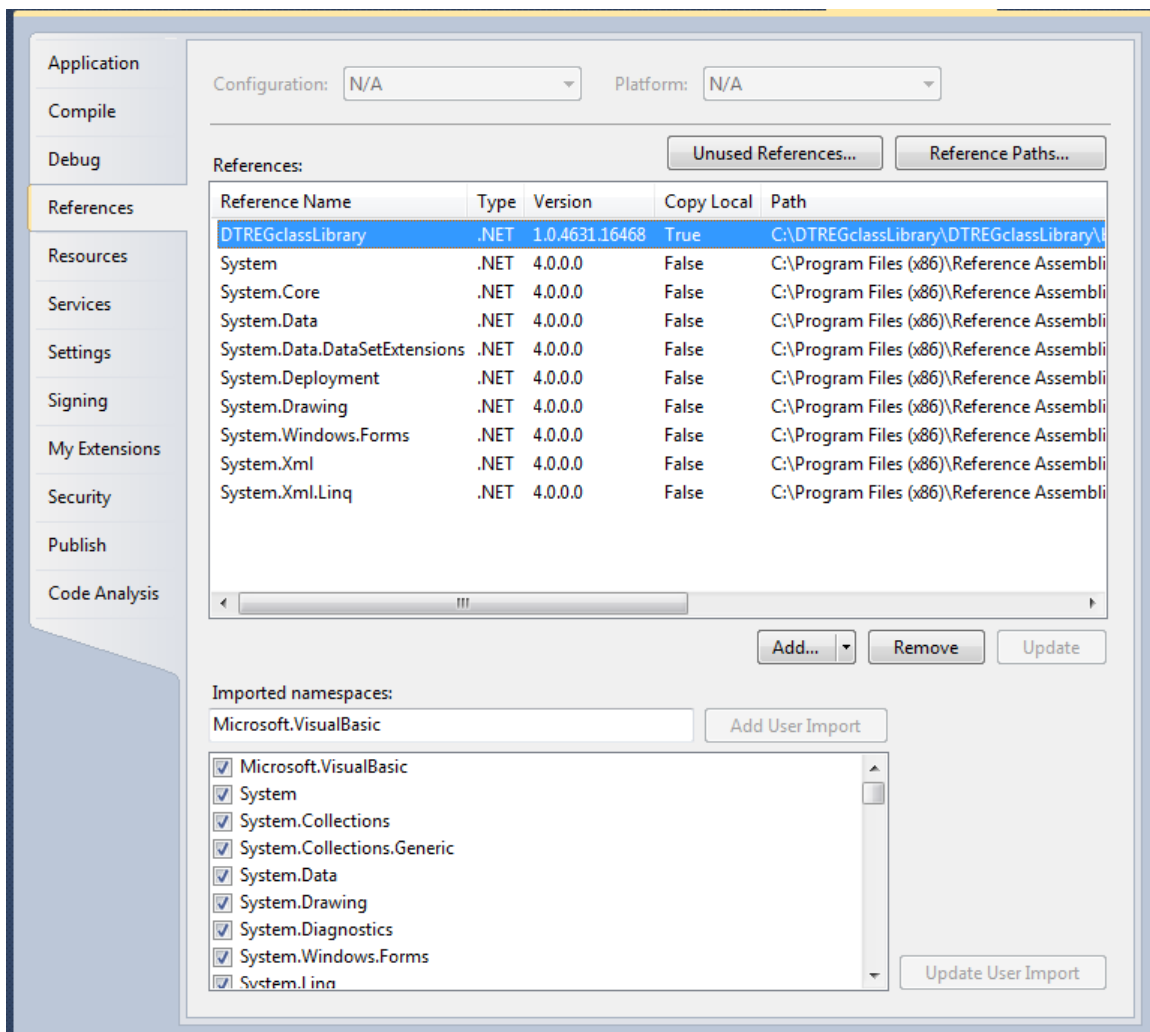 Application
Compile
Debug
References
Resources
Services
Settings
Signing
My Extensions
Security
Publish
Code Analysis
Configuration: N/A Platform: N/A
Unused References... Reference Paths...
References:
Reference Name Type Version Copy Local Path
DTREGclassLibrary .NET 1.0.4631.16468 True C:\DTREGclassLibrary\DTREGclassLibrary\
System .NET 4.0.0.0 False C:\Program Files (x86)\Reference Assembli
System.Core .NET 4.0.0.0 False C:\Program Files (x86)\Reference Assembli
System.Data .NET 4.0.0.0 False C:\Program Files (x86)\Reference Assembli
System.Data.DataSetExtensions .NET 4.0.0.0 False C:\Program Files (x86)\Reference Assembli
System.Deployment .NET 4.0.0.0 False C:\Program Files (x86)\Reference Assembli
System.Drawing .NET 4.0.0.0 False C:\Program Files (x86)\Reference Assembli
System.Windows.Forms .NET 4.0.0.0 False C:\Program Files (x86)\Reference Assembli
System.Xml .NET 4.0.0.0 False C:\Program Files (x86)\Reference Assembli
System.Xml.Linq .NET 4.0.0.0 False C:\Program Files (x86)\Reference Assembli
Add... Remove Update
Imported namespaces:
Microsoft.VisualBasic Add User Import
Microsoft.VisualBasic
System
System.Collections
System.Collections.Generic
System.Data
System.Drawing
System.Diagnostics
System.Windows.Forms
System.Linq
Update User Import